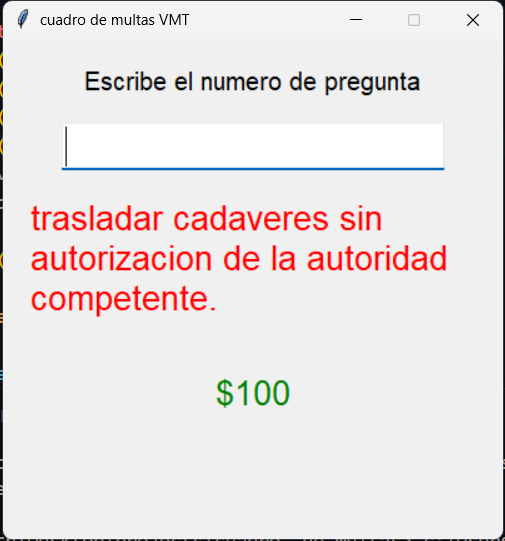 cuadro de multas VMT
Escribe el numero de pregunta
trasladar cadaveres sin
autorizacion de la autoridad
competente.
$100